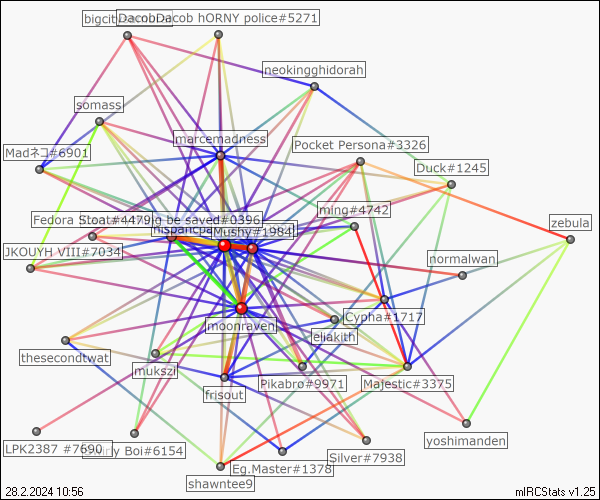 DacobDacob hORNY police#5271
neokingghidorah
somass
marcemadness
Pocket Persona#3326
Madネコ#6901
Duck#1245
ming#4742
Fedora Stoat#4479 big be saved#0396
zebula
Mushy#1984
JKOUYH VIII#7034
normalwan
moonraven
Cypha#1717
eliakith
thesecondtwat
mukszi
Pikabro#9971
Majestic#3375
frisout
yoshimanden
LPK2387 #7690
Boi#6154
Silver#7938
Eg.Master#1378
shawntee9
28.2.2024 10:56
mIRCStats v1.25